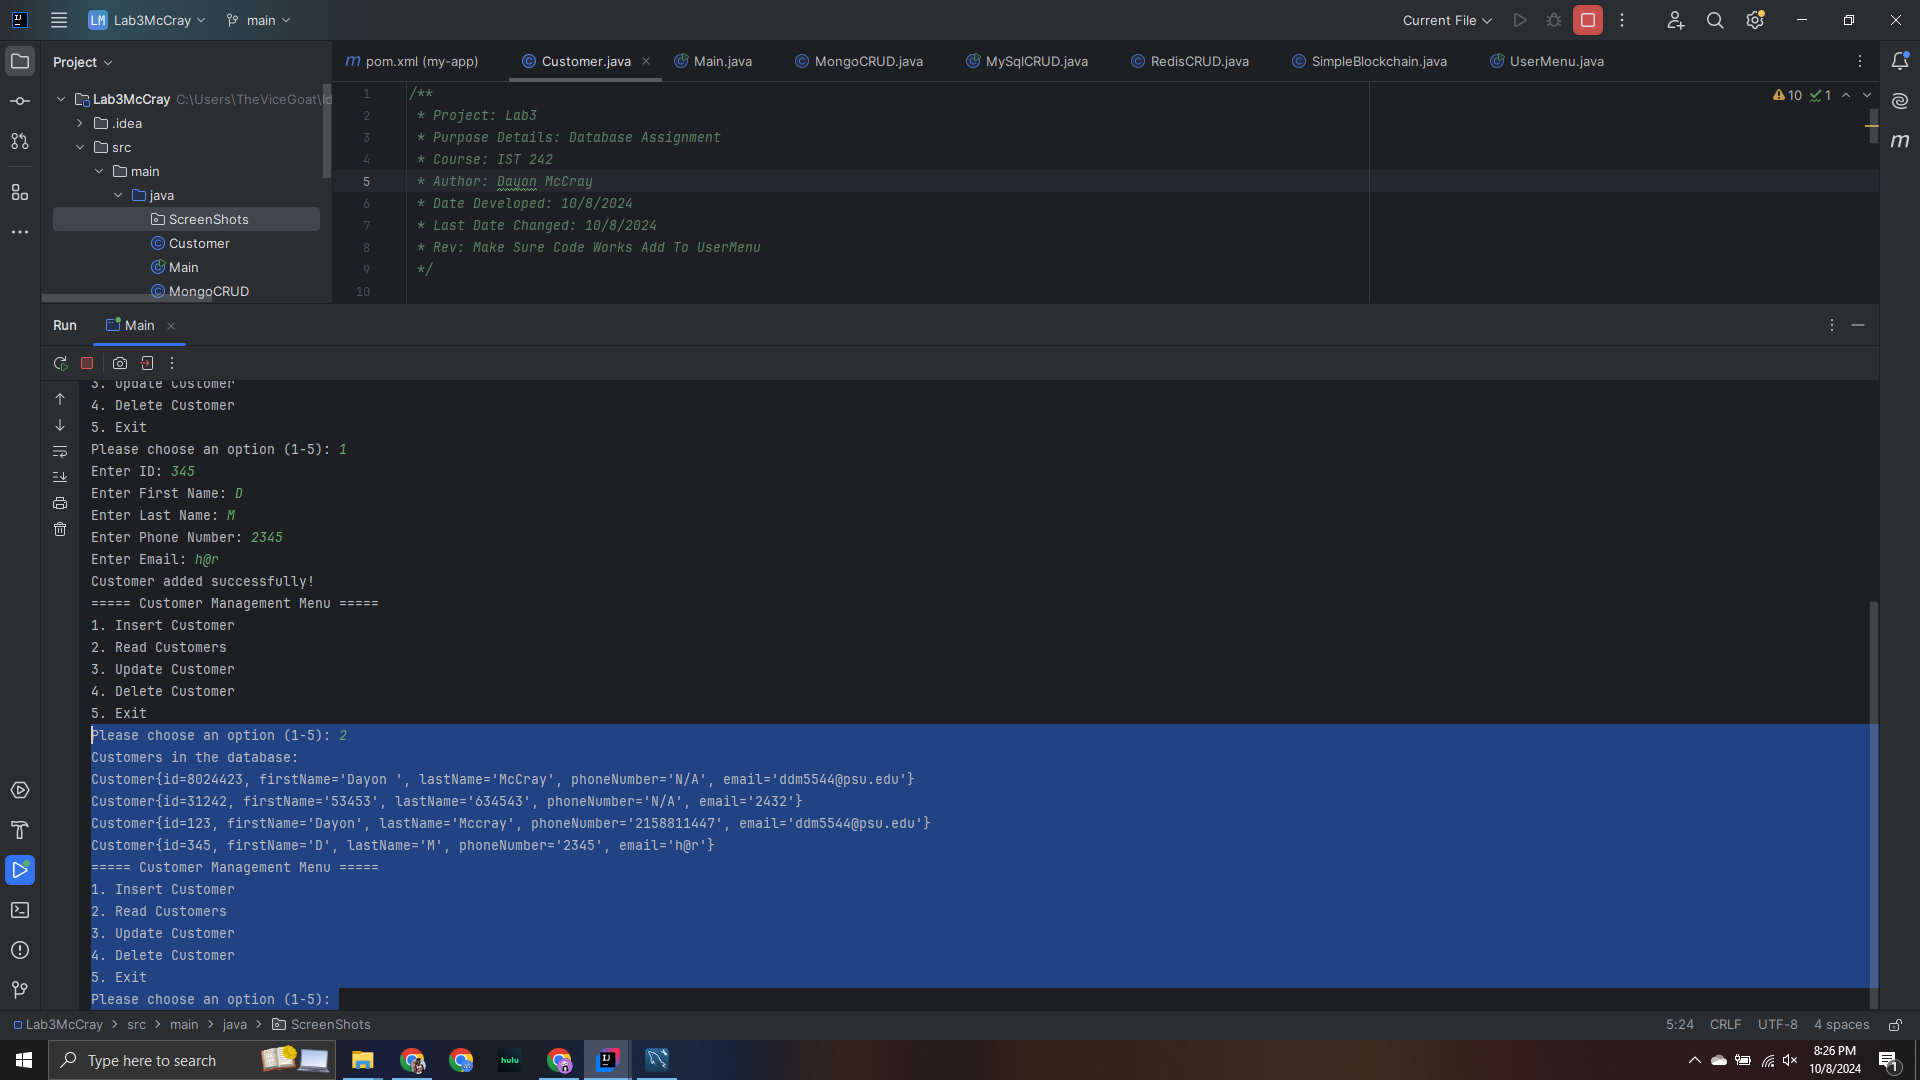 LM Lab3McCray main Current File
Project
pom.xml (my-app) Customer.java Main.java MongoCRUD.java MySqlCRUD.java RedisCRUD.java SimpleBlockchain.java UserMenu.java
Lab3McCray C:\Users\TheViceGoat\Id
.idea
src
main
java
ScreenShots
Customer
Main
MongoCRUD
10 1
1 /**
2 * Project: Lab3
3 * Purpose Details: Database Assignment
4 * Course: IST 242
5 * Author: Dayon McCray
6 * Date Developed: 10/8/2024
7 * Last Date Changed: 10/8/2024
8 * Rev: Make Sure Code Works Add To UserMenu
9 */
10
Run Main
3. Update Customer
4. Delete Customer
5. Exit
Please choose an option (1-5): 1
Enter ID: 345
Enter First Name: D
Enter Last Name: M
Enter Phone Number: 2345
Enter Email: h@r
Customer added successfully!
===== Customer Management Menu =====
1. Insert Customer
2. Read Customers
3. Update Customer
4. Delete Customer
5. Exit
Please choose an option (1-5): 2
Customers in the database:
Customer{id=8024423, firstName='Dayon ', lastName='McCray', phoneNumber='N/A', email='ddm5544@psu.edu'}
Customer{id=31242, firstName='53453', lastName='634543', phoneNumber='N/A', email='2432'}
Customer{id=123, firstName='Dayon', lastName='Mccray', phoneNumber='2158811447', email='ddm5544@psu.edu'}
Customer{id=345, firstName='D', lastName='M', phoneNumber='2345', email='h@r'}
===== Customer Management Menu =====
1. Insert Customer
2. Read Customers
3. Update Customer
4. Delete Customer
5. Exit
Please choose an option (1-5):
Lab3McCray > src > main > java > ScreenShots 5:24 CRLF UTF-8 4 spaces
Type here to search hulu 8:26 PM
10/8/2024 1